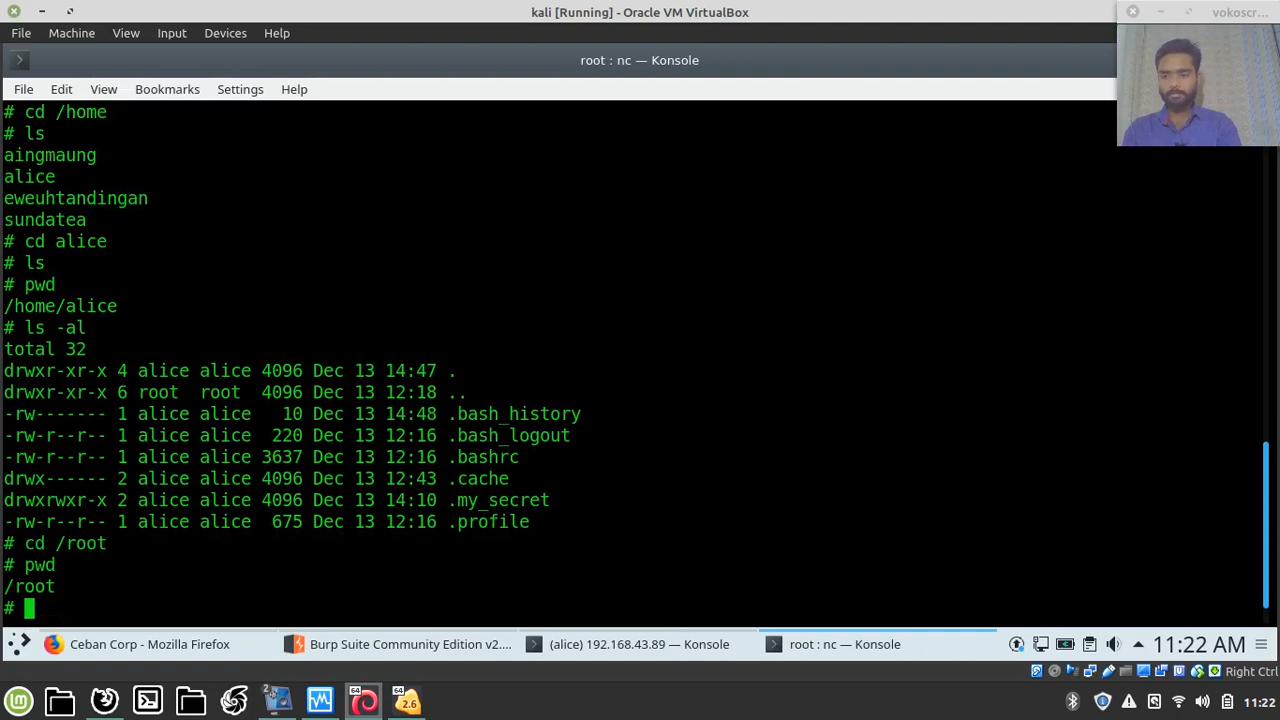 kali [Running] - Oracle VM VirtualBox
vokoscr...
File Machine View Input Devices Help
root : nc — Konsole
File Edit View Bookmarks Settings Help
# cd /home
# ls
aingmaung
alice
eweuhtandingan
sundatea
# cd alice
# ls
# pwd
/home/alice
# ls -al
total 32
drwxr-xr-x 4 alice alice 4096 Dec 13 14:47 .
drwxr-xr-x 6 root  root  4096 Dec 13 12:18 ..
-rw------- 1 alice alice   10 Dec 13 14:48 .bash_history
-rw-r--r-- 1 alice alice  220 Dec 13 12:16 .bash_logout
-rw-r--r-- 1 alice alice 3637 Dec 13 12:16 .bashrc
drwx------ 2 alice alice 4096 Dec 13 12:43 .cache
drwxrwxr-x 2 alice alice 4096 Dec 13 14:10 .my_secret
-rw-r--r-- 1 alice alice  675 Dec 13 12:16 .profile
# cd /root
# pwd
/root
#
Ceban Corp - Mozilla Firefox
Burp Suite Community Edition v2....
(alice) 192.168.43.89 — Konsole
root : nc — Konsole
11:22 AM
Right Ctrl
2
64
64
2.6
11:22